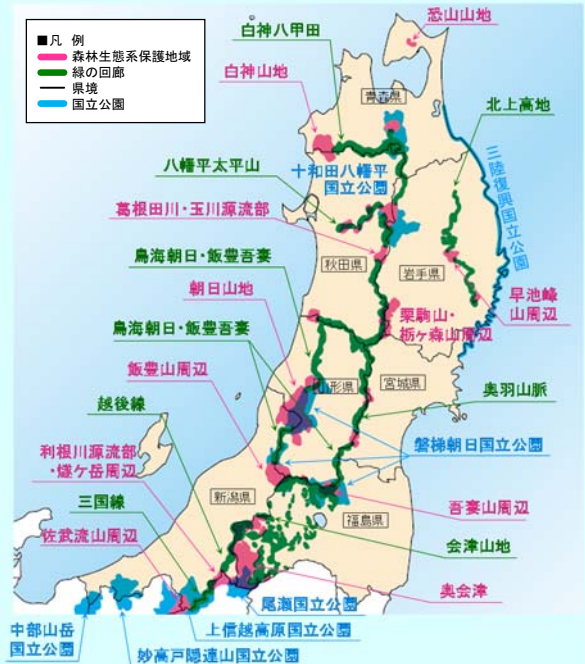 ■凡 例
森林生態系保護地域
緑の回廊
県境
国立公園
恐山山地
白神八甲田
白神山地
青森県
北上高地
八幡平太平山
十和田八幡平
国立公園
三陸復興国立公園
葛根田川・玉川源流部
秋田県
岩手県
鳥海朝日・飯豊吾妻
朝日山地
早池峰
山周辺
栗駒山・
栃ヶ森山周辺
鳥海朝日・飯豊吾妻
飯豊山周辺
山形県
宮城県
越後線
奥羽山脈
磐梯朝日国立公園
利根川源流部
・燧ケ岳周辺
新潟県
福島県
吾妻山周辺
三国線
佐武流山周辺
会津山地
奥会津
尾瀬国立公園
中部山岳
国立公園
上信越高原国立公園
妙高戸隠連山国立公園